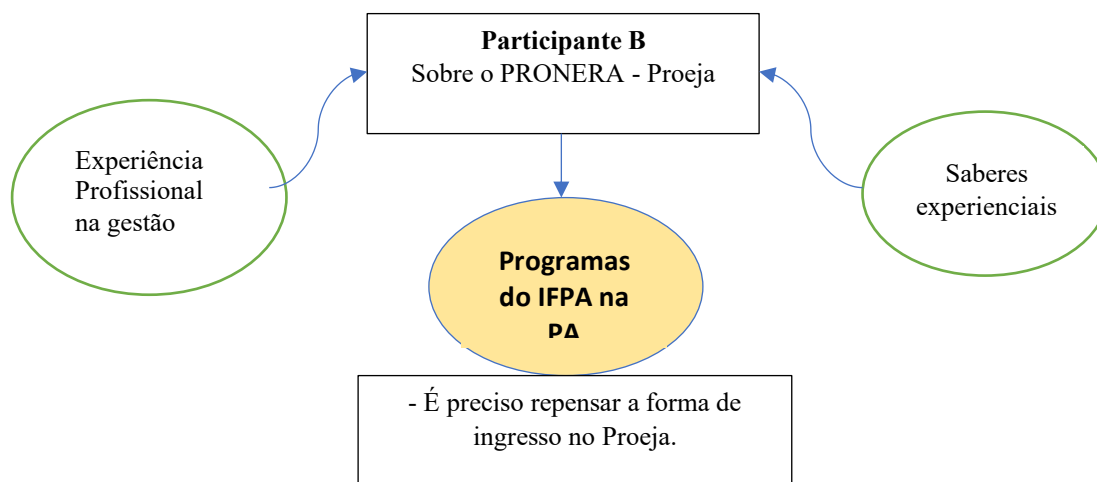 Participante B
Sobre o PRONERA - Proeja
Experiência
Profissional
na gestão
Saberes
experienciais
Programas
do IFPA na
PA
- É preciso repensar a forma de
ingresso no Proeja.